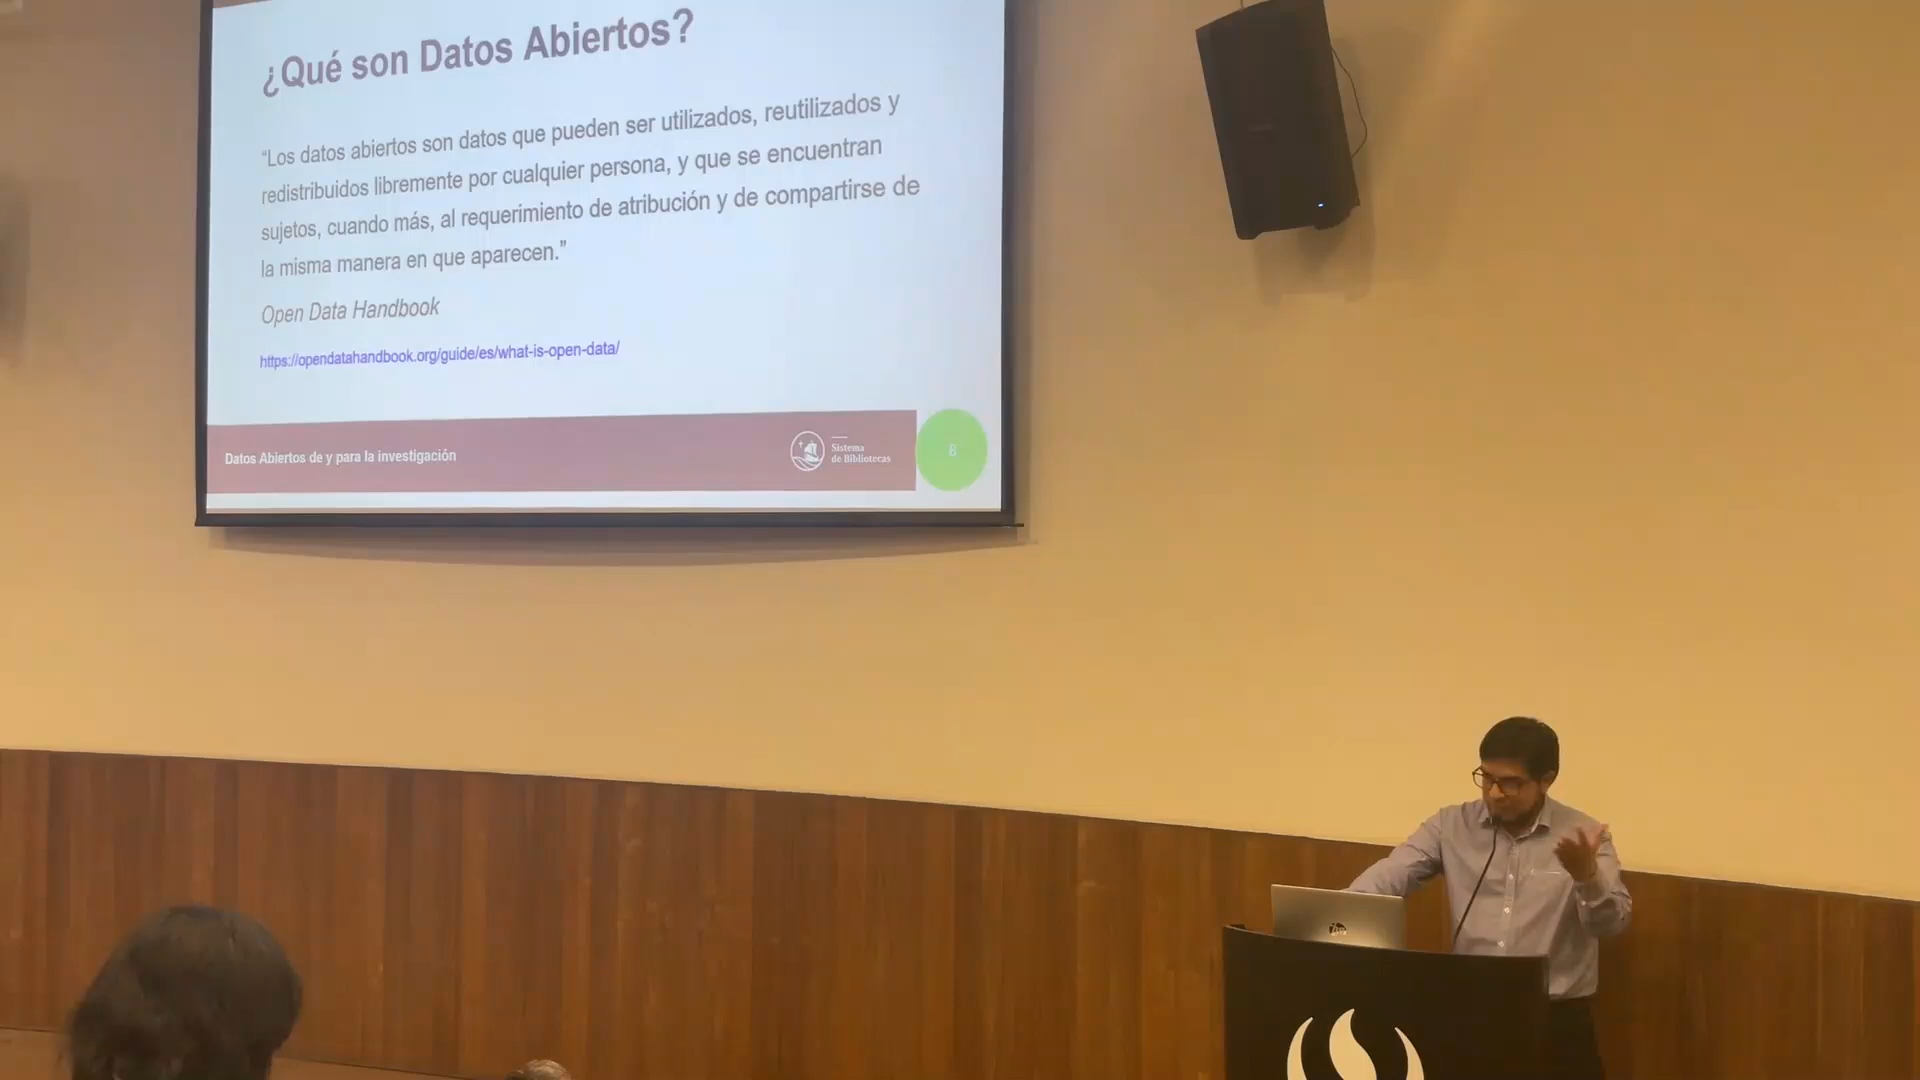 ¿Qué son Datos Abiertos?
“Los datos abiertos son datos que pueden ser utilizados, reutilizados y
redistribuidos libremente por cualquier persona, y que se encuentran
sujetos, cuando más, al requerimiento de atribución y de compartirse de
la misma manera en que aparecen.”
Open Data Handbook
https://opendatahandbook.org/guide/es/what-is-open-data/
Datos Abiertos de y para la investigación
Sistema
de Bibliotecas
8
hp